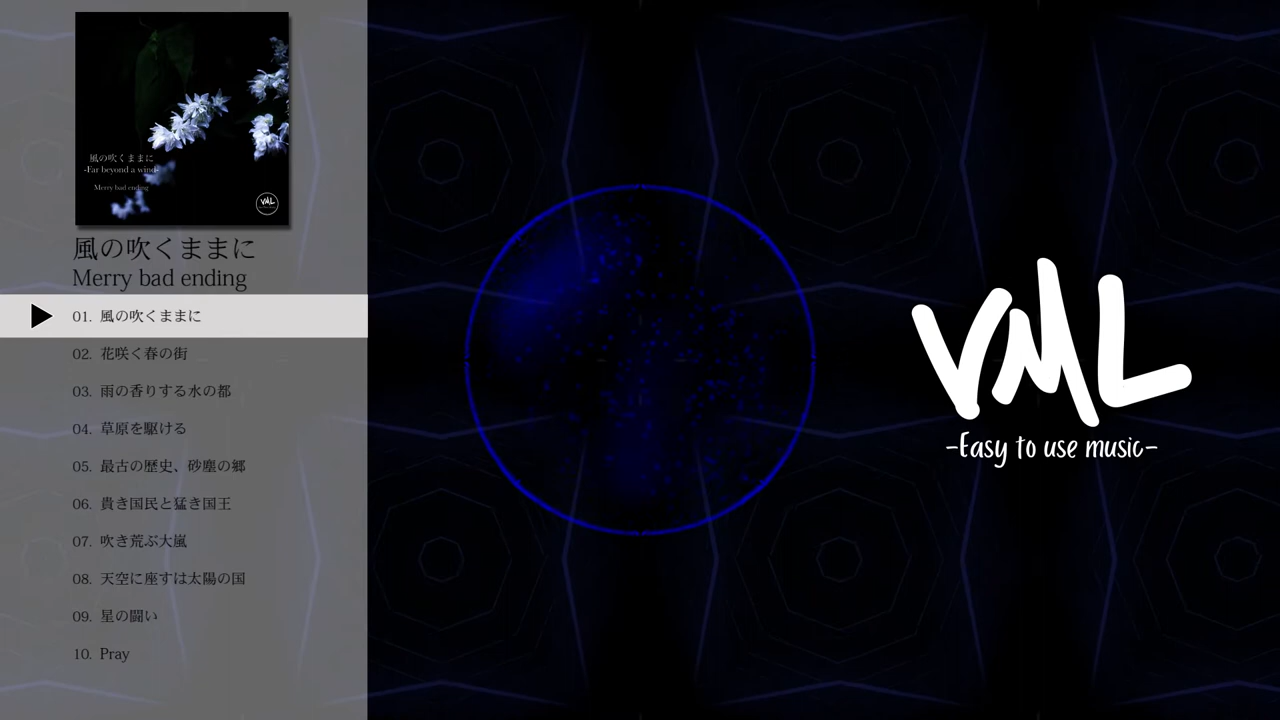 風の吹くままに
-Far beyond a wind-
Merry bad ending
VML
風の吹くままに
Merry bad ending
01. 風の吹くままに
02. 花咲く春の街
03. 雨の香りする水の都
04. 草原を駆ける
05. 最古の歴史、砂塵の郷
06. 貴き国民と猛き国王
07. 吹き荒ぶ大嵐
08. 天空に座すは太陽の国
09. 星の闘い
10. Pray
VML
-Easy to use music-